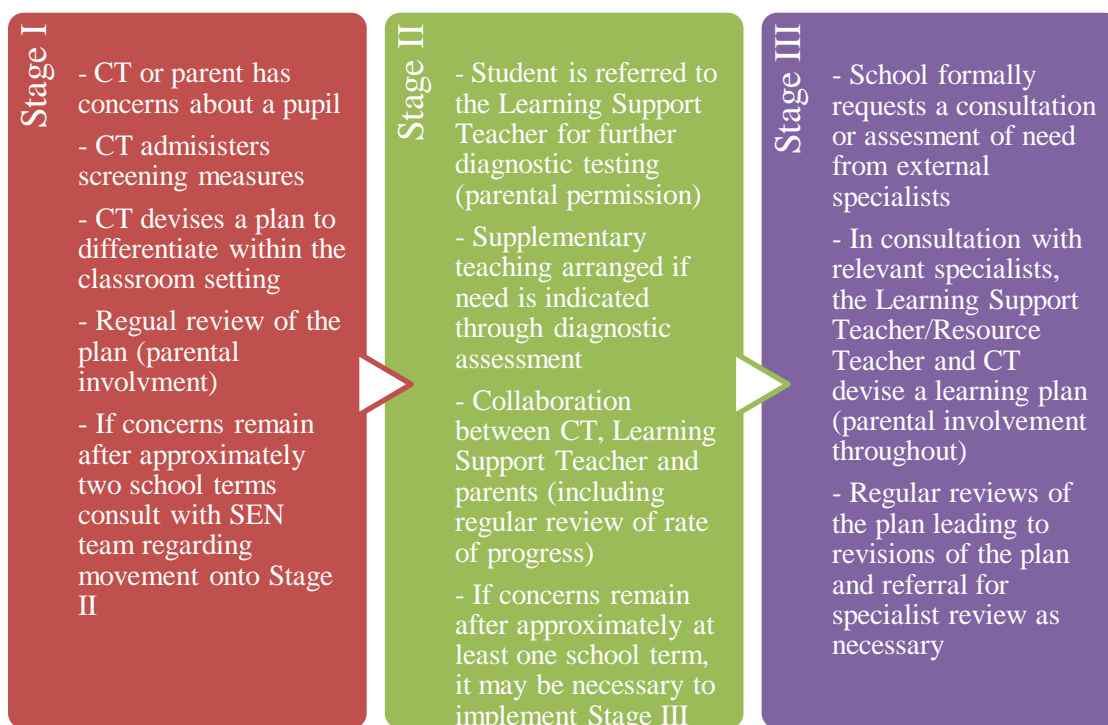 Stage I
- CT or parent has
concerns about a pupil
- CT admisisters
screening measures
- CT devises a plan to
differentiate within the
classroom setting
- Regual review of the
plan (parental
involvment)
- If concerns remain
after approximately
two school terms
consult with SEN
team regarding
movement onto Stage
II
Stage II
- Student is referred to
the Learning Support
Teacher for further
diagnostic testing
(parental permission)
- Supplementary
teaching arranged if
need is indicated
through diagnostic
assessment
- Collaboration
between CT, Learning
Support Teacher and
parents (including
regular review of rate
of progress)
- If concerns remain
after approximately at
least one school term,
it may be necessary to
implement Stage III
Stage III
- School formally
requests a consultation
or assesment of need
from external
specialists
- In consultation with
relevant specialists,
the Learning Support
Teacher/Resource
Teacher and CT
devise a learning plan
(parental involvement
throughout)
- Regular reviews of
the plan leading to
revisions of the plan
and referral for
specialist review as
necessary